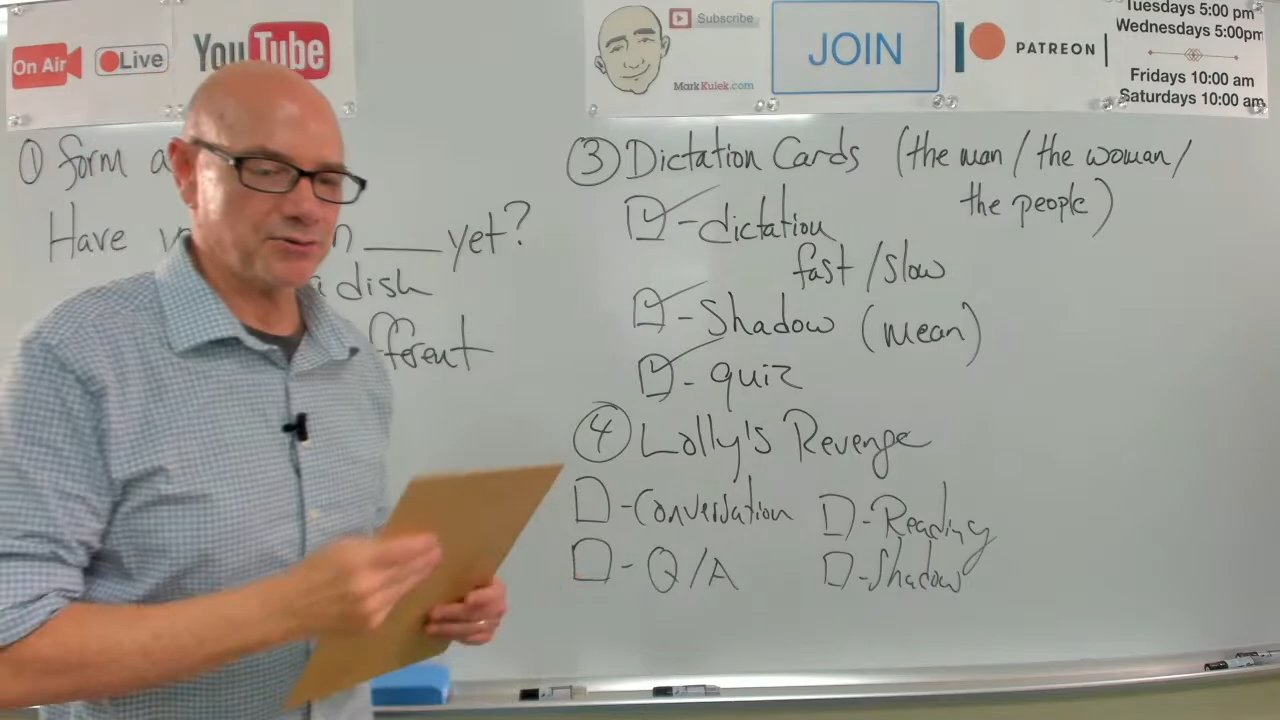 On Air
Live
YouTube
Subscribe
MarkKulek.com
JOIN
PATREON
Tuesdays 5:00 pm
Wednesdays 5:00pm
Fridays 10:00 am
Saturdays 10:00 am
① form a
Have yet?
a dish
③ Dictation Cards (the man / the woman /
the people)
- dictation
fast / slow
- Shadow (mean)
- quiz
④ Lolly's Revenge
- Conversation
- Q/A
- Reading
- Shadow